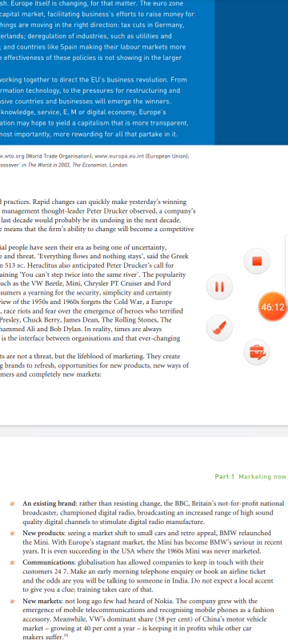 sh. Europe itself is changing, for that matter. The euro zone
capital market, facilitating business's efforts to raise money for
things are moving in the right direction: tax cuts in Germany,
erlands; deregulation of industries, such as utilities and
; and countries like Spain making their labour markets more
e effectiveness of these policies is not showing in the larger
working together to direct the EU's business revolution. From
ormation technology, to the pressures for restructuring and
sive countries and businesses will emerge the winners.
knowledge, service, E, M or digital economy, Europe's
ation may hope to yield a capitalism that is more transparent,
most importantly, more rewarding for all that partake in it.
w.wto.org (World Trade Organisation); www.europa.eu.int (European Union),
ossover' in The World in 2003, The Economist, London.
d practices. Rapid changes can quickly make yesterday's winning
management thought-leader Peter Drucker observed, a company's
last decade would probably be its undoing in the next decade.
e means that the firm's ability to change will become a competitive
ial people have seen their era as being one of uncertainty,
e and threat. 'Everything flows and nothing stays', said the Greek
n 513 BC. Heraclitus also anticipated Peter Drucker's call for
taining 'You can't step twice into the same river'. The popularity
uch as the VW Beetle, Mini, Chrysler PT Cruiser and Ford
nsumers a yearning for the security, simplicity and certainty
view of the 1950s and 1960s forgets the Cold War, a Europe
, race riots and fear over the emergence of heroes who terrified
Presley, Chuck Berry, James Dean, The Rolling Stones, The
hammed Ali and Bob Dylan. In reality, times are always
is the interface between organisations and that ever-changing
ts are not a threat, but the lifeblood of marketing. They create
g brands to refresh, opportunities for new products, new ways of
mers and completely new markets:
46:12
Part 1 Marketing now
An existing brand: rather than resisting change, the BBC, Britain's not-for-profit national
broadcaster, championed digital radio, broadcasting an increased range of high sound
quality digital channels to stimulate digital radio manufacture.
New products: seeing a market shift to small cars and retro appeal, BMW relaunched
the Mini. With Europe's stagnant market, the Mini has become BMW's saviour in recent
years. It is even succeeding in the USA where the 1960s Mini was never marketed.
Communications: globalisation has allowed companies to keep in touch with their
customers 24 7. Make an early morning telephone enquiry or book an airline ticket
and the odds are you will be talking to someone in India. Do not expect a local accent
to give you a clue; training takes care of that.
New markets: not long ago few had heard of Nokia. The company grew with the
emergence of mobile telecommunications and recognising mobile phones as a fashion
accessory. Meanwhile, VW's dominant share (38 per cent) of China's motor vehicle
market – growing at 40 per cent a year – is keeping it in profits while other car
makers suffer.